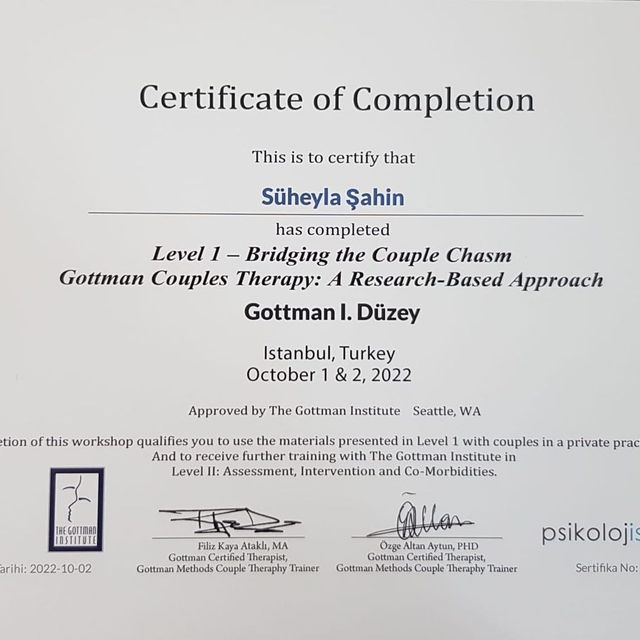 Certificate of Completion
This is to certify that
Süheyla Şahin
has completed
Level 1 – Bridging the Couple Chasm
Gottman Couples Therapy: A Research-Based Approach
Gottman I. Düzey
Istanbul, Turkey
October 1 & 2, 2022
Approved by The Gottman Institute Seattle, WA
etion of this workshop qualifies you to use the materials presented in Level 1 with couples in a private prac
And to receive further training with The Gottman Institute in
Level II: Assessment, Intervention and Co-Morbidities.
THE GOTTMAN
INSTITUTE
Filiz Kaya Ataklı, MA
Gottman Certified Therapist,
Gottman Methods Couple Theraphy Trainer
Özge Altan Aytun, PHD
Gottman Certified Therapist,
Gottman Methods Couple Theraphy Trainer
psikolojis
arihi: 2022-10-02
Sertifika No: